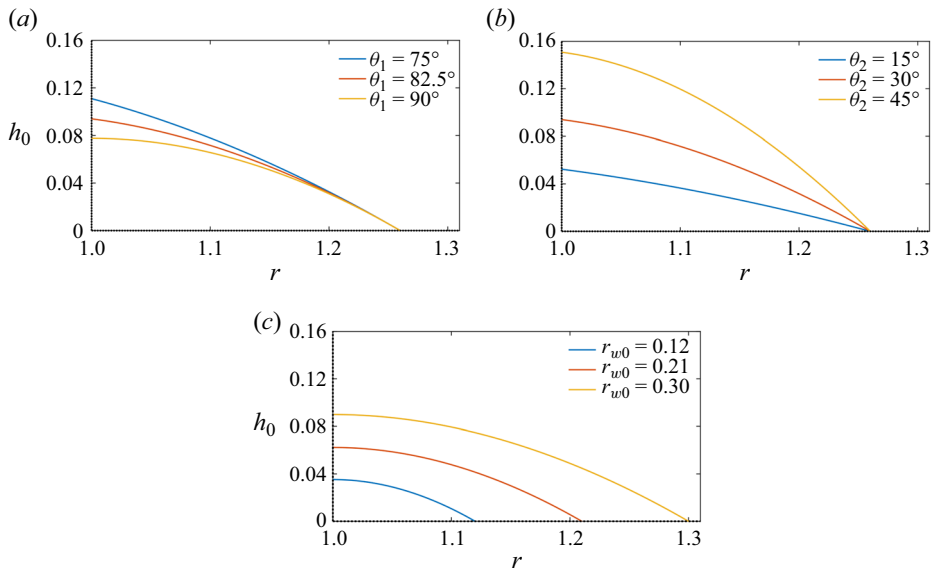 (a)
0.16
0.12
h₀
0.08
0.04
0
1.0 1.1 1.2 1.3
r
θ₁ = 75°
θ₁ = 82.5°
θ₁ = 90°
(b)
0.16
0.12
0.08
0.04
0
1.0 1.1 1.2 1.3
r
θ₂ = 15°
θ₂ = 30°
θ₂ = 45°
(c)
0.16
0.12
h₀
0.08
0.04
0
1.0 1.1 1.2 1.3
r
r_w0 = 0.12
r_w0 = 0.21
r_w0 = 0.30